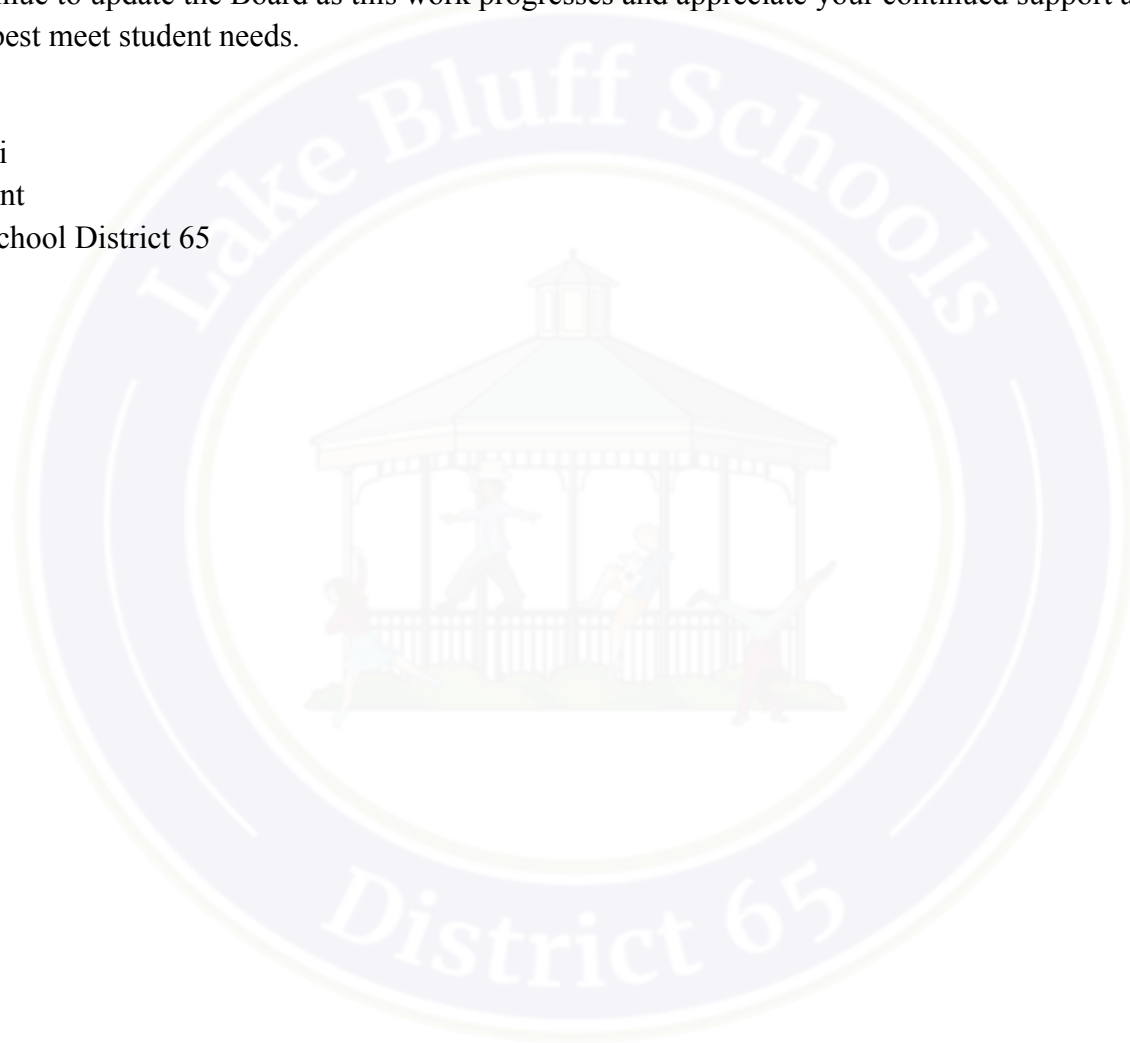 to update the Board as this work progresses and appreciate your continued support
best meet student needs.
i
nt
chool District 65
Lake Bluff Schools
District 65